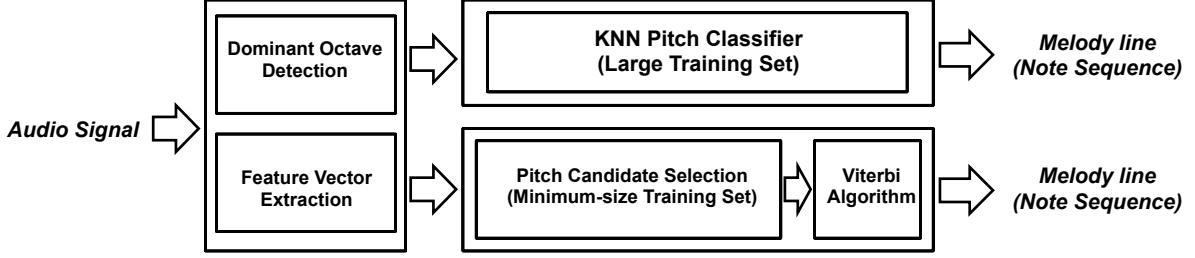 Audio Signal
Dominant Octave
Detection
Feature Vector
Extraction
KNN Pitch Classifier
(Large Training Set)
Melody line
(Note Sequence)
Pitch Candidate Selection
(Minimum-size Training Set)
Viterbi
Algorithm
Melody line
(Note Sequence)